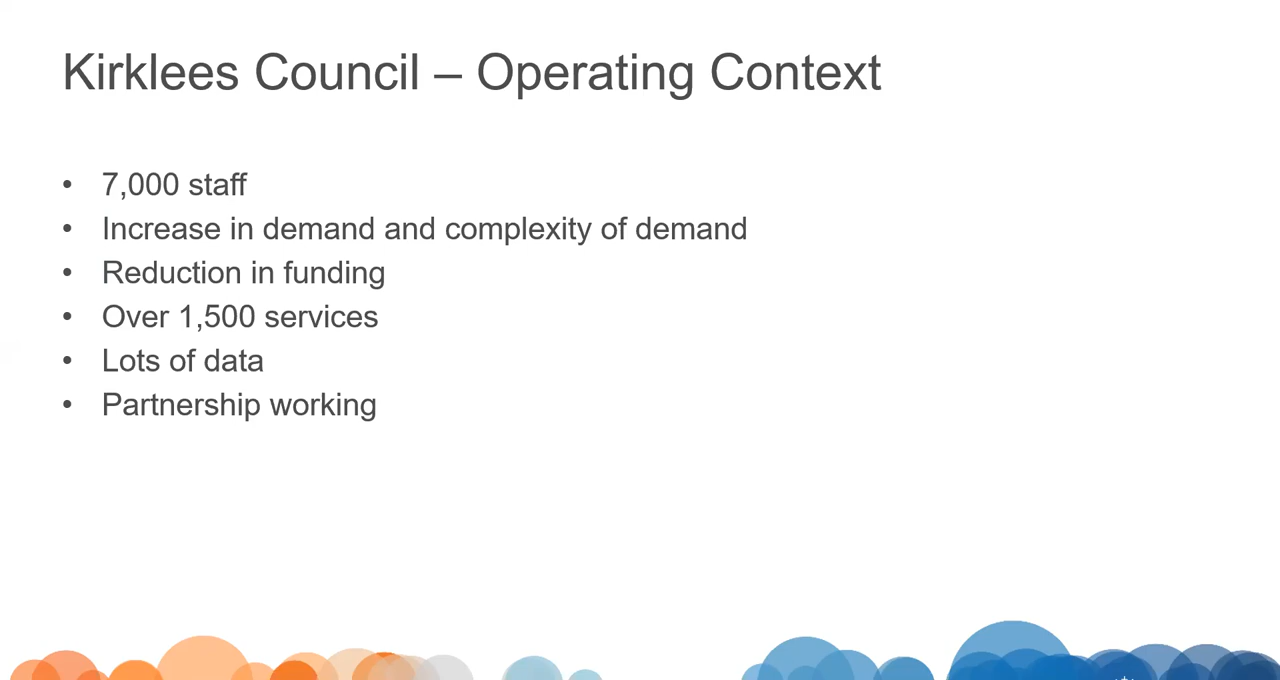 Kirklees Council – Operating Context
• 7,000 staff
• Increase in demand and complexity of demand
• Reduction in funding
• Over 1,500 services
• Lots of data
• Partnership working